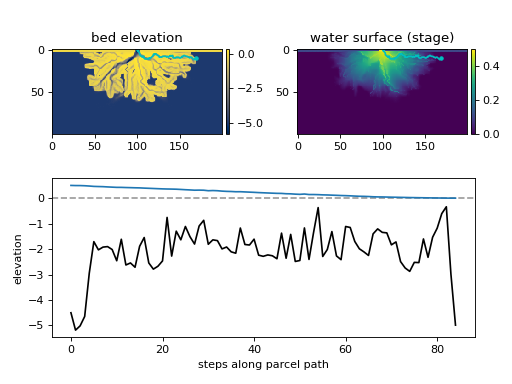 bed elevation
water surface (stage)
0
50
0.0
−2.5
−5.0
0
50
0.4
0.2
0.0
0 50 100 150
0 50 100 150
0
−1
−2
−3
−4
−5
elevation
0 20 40 60 80
steps along parcel path